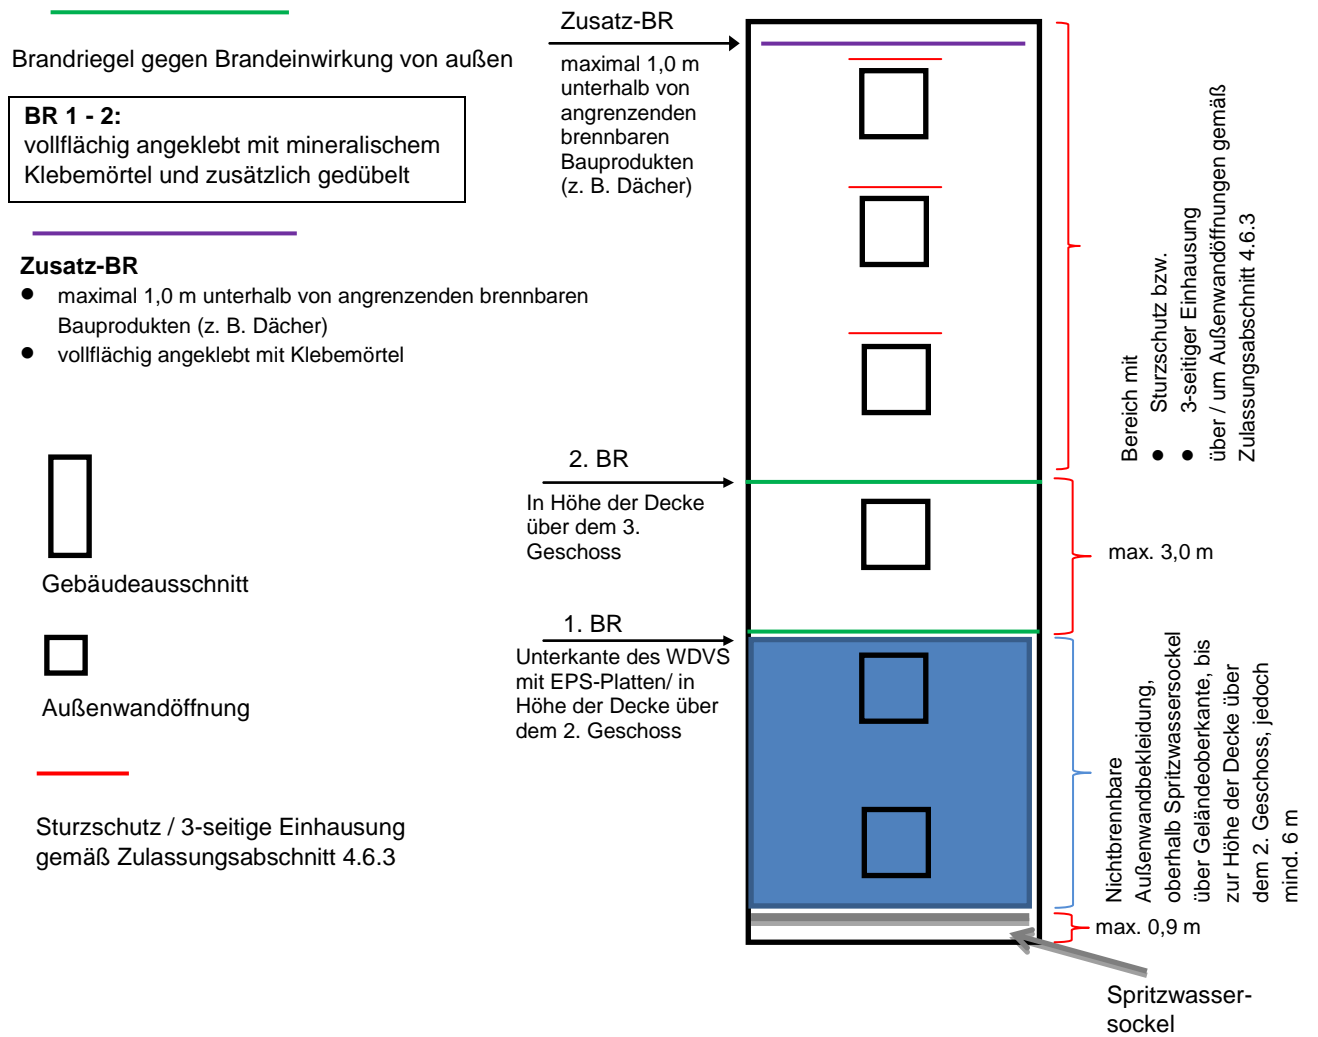 Brandriegel gegen Brandeinwirkung von außen
BR 1 - 2:
vollflächig angeklebt mit mineralischem
Klebemörtel und zusätzlich gedübelt
Zusatz-BR
● maximal 1,0 m unterhalb von angrenzenden brennbaren
Bauprodukten (z. B. Dächer)
● vollflächig angeklebt mit Klebemörtel
Gebäudeausschnitt
Außenwandöffnung
Sturzschutz / 3-seitige Einhausung
gemäß Zulassungsabschnitt 4.6.3
Zusatz-BR
maximal 1,0 m
unterhalb von
angrenzenden
brennbaren
Bauprodukten
(z. B. Dächer)
2. BR
In Höhe der Decke
über dem 3.
Geschoss
1. BR
Unterkante des WDVS
mit EPS-Platten/ in
Höhe der Decke über
dem 2. Geschoss
Bereich mit
● Sturzschutz bzw.
● 3-seitiger Einhausung
über / um Außenwandöffnungen gemäß
Zulassungsabschnitt 4.6.3
max. 3,0 m
Nichtbrennbare
Außenwandbekleidung,
oberhalb Spritzwassersockel
über Geländeoberkante, bis
zur Höhe der Decke über
dem 2. Geschoss, jedoch
mind. 6 m
max. 0,9 m
Spritzwasser-
sockel